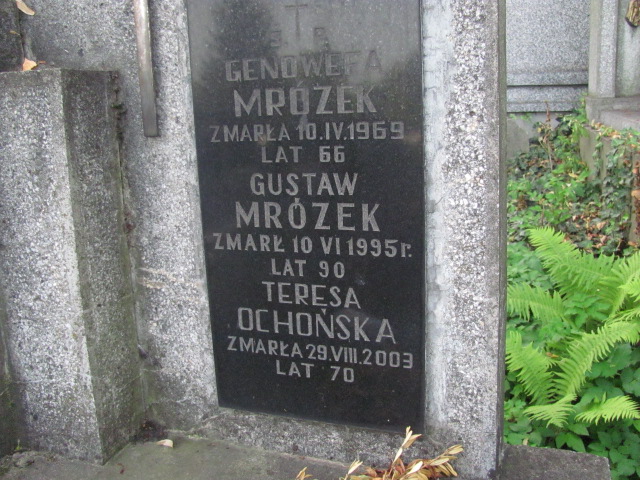 Ś P
GENOWEFA
MRÓZEK
ZMARŁA 10.IV.1969
LAT 66
GUSTAW
MRÓZEK
ZMARŁ 10 VI 1995r.
LAT 90
TERESA
OCHOŃSKA
ZMARŁA 29.VIII.2003
LAT 70